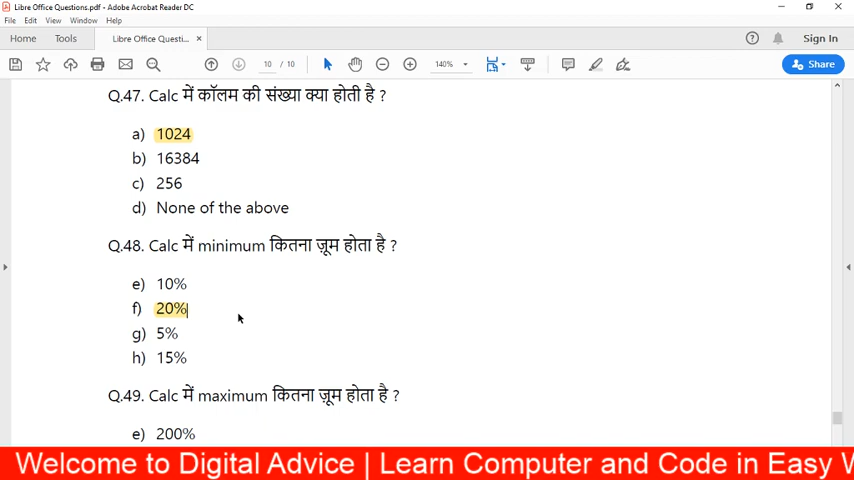 Libre Office Questions.pdf - Adobe Acrobat Reader DC
File Edit View Window Help
Home Tools Libre Office Questi... × Sign In
10 / 10 140% Share
Q.47. Calc में कॉलम की संख्या क्या होती है ?
a) 1024
b) 16384
c) 256
d) None of the above
Q.48. Calc में minimum कितना ज़ूम होता है ?
e) 10%
f) 20%
g) 5%
h) 15%
Q.49. Calc में maximum कितना ज़ूम होता है ?
e) 200%
Welcome to Digital Advice | Learn Computer and Code in Easy W